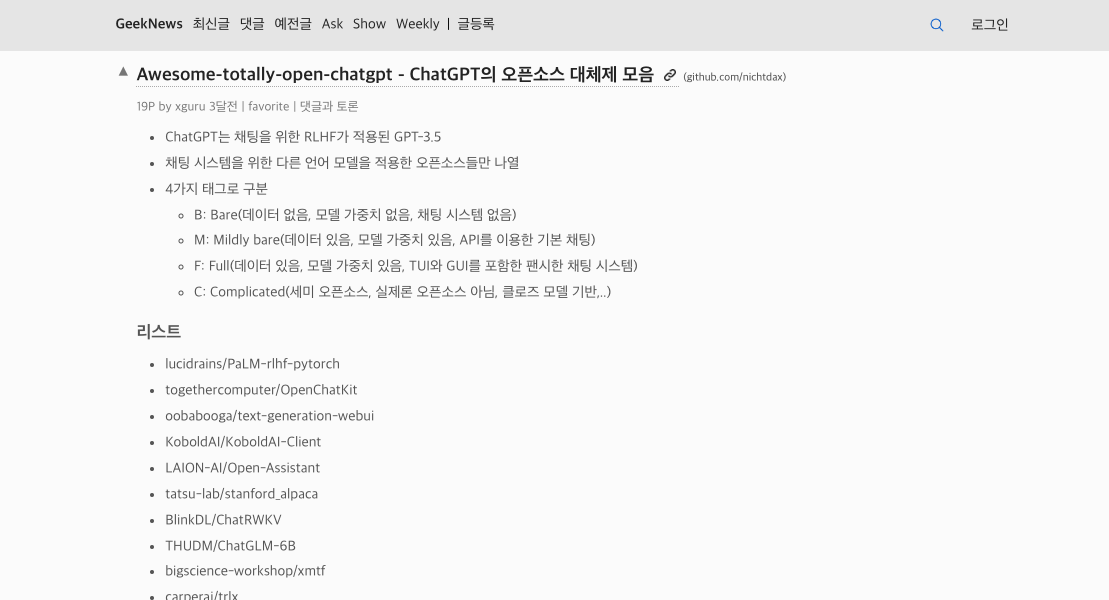 GeekNews 최신글 댓글 예전글 Ask Show Weekly | 글등록 로그인
▲ Awesome-totally-open-chatgpt - ChatGPT의 오픈소스 대체제 모음 (github.com/nichtdax)
19P by xguru 3달전 | favorite | 댓글과 토론
• ChatGPT는 채팅을 위한 RLHF가 적용된 GPT-3.5
• 채팅 시스템을 위한 다른 언어 모델을 적용한 오픈소스들만 나열
• 4가지 태그로 구분
◦ B: Bare(데이터 없음, 모델 가중치 없음, 채팅 시스템 없음)
◦ M: Mildly bare(데이터 있음, 모델 가중치 있음, API를 이용한 기본 채팅)
◦ F: Full(데이터 있음, 모델 가중치 있음, TUI와 GUI를 포함한 팬시한 채팅 시스템)
◦ C: Complicated(세미 오픈소스, 실제론 오픈소스 아님, 클로즈 모델 기반,..)
리스트
• lucidrains/PaLM-rlhf-pytorch
• togethercomputer/OpenChatKit
• oobabooga/text-generation-webui
• KoboldAI/KoboldAI-Client
• LAION-AI/Open-Assistant
• tatsu-lab/stanford_alpaca
• BlinkDL/ChatRWKV
• THUDM/ChatGLM-6B
• bigscience-workshop/xmtf
• carperai/trlx